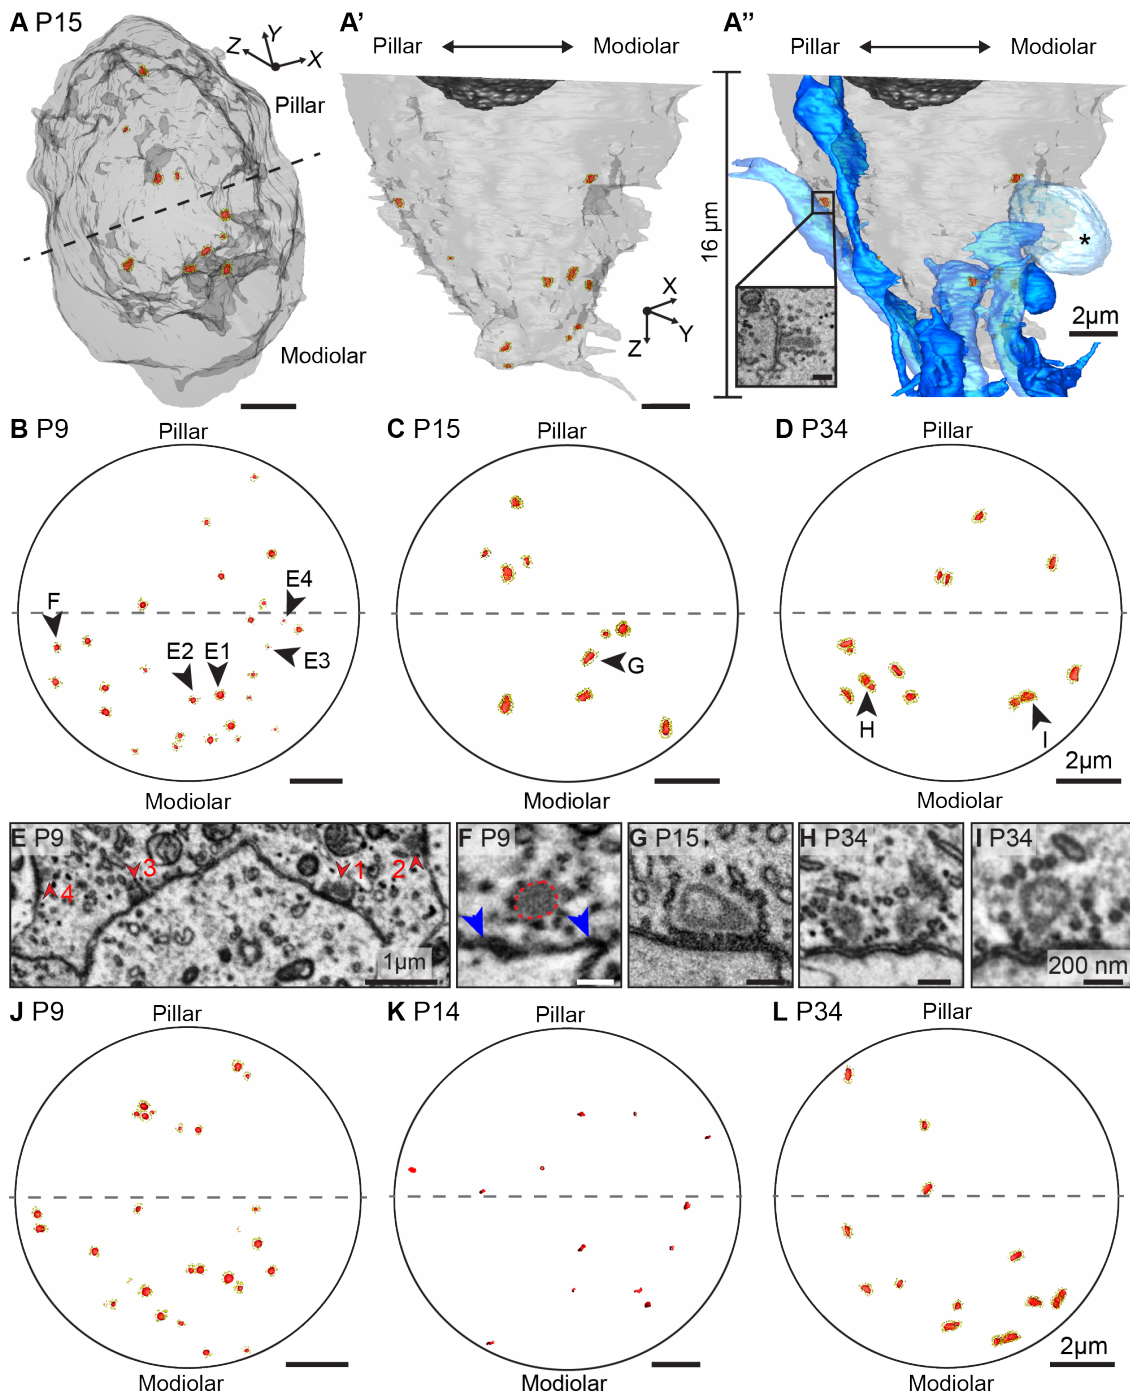 A P15
Z
Y
X
Pillar
Modiolar
A'
Pillar
Modiolar
X
Y
Z
A"
Pillar
Modiolar
16 µm
*
2µm
B P9
Pillar
F
E4
E2
E1
E3
Modiolar
C P15
Pillar
G
Modiolar
D P34
Pillar
H
I
2µm
Modiolar
E P9
4
3
1
2
1µm
F P9
G P15
H P34
I P34
200 nm
J P9
Pillar
Modiolar
K P14
Pillar
Modiolar
L P34
Pillar
2µm
Modiolar